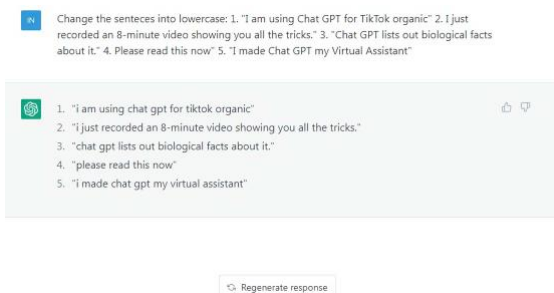 IN
Change the senteces into lowercase: 1. "I am using Chat GPT for TikTok organic" 2. I just
recorded an 8-minute video showing you all the tricks." 3. "Chat GPT lists out biological facts
about it." 4. Please read this now" 5. "I made Chat GPT my Virtual Assistant"
1. "i am using chat gpt for tiktok organic"
2. "i just recorded an 8-minute video showing you all the tricks."
3. "chat gpt lists out biological facts about it."
4. "please read this now"
5. "i made chat gpt my virtual assistant"
Regenerate response